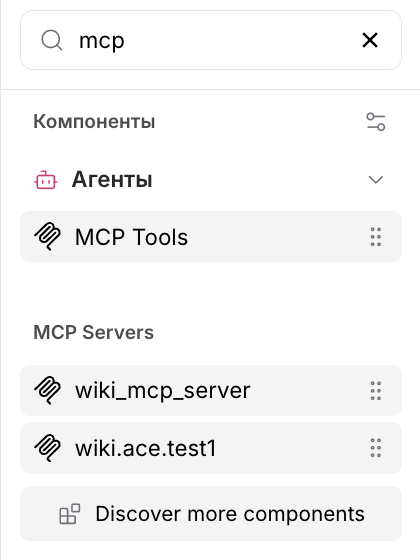 mcp
Компоненты
Агенты
MCP Tools
MCP Servers
wiki_mcp_server
wiki.ace.test1
Discover more components